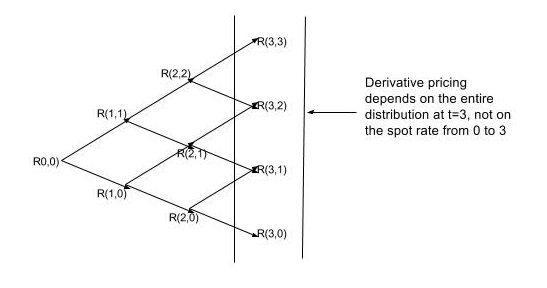 R(3,3)
R(2,2)
R(1,1)
R(3,2)
R0,0)
R(2,1)
R(3,1)
R(1,0)
R(2,0)
R(3,0)
Derivative pricing
depends on the entire
distribution at t=3, not on
the spot rate from 0 to 3